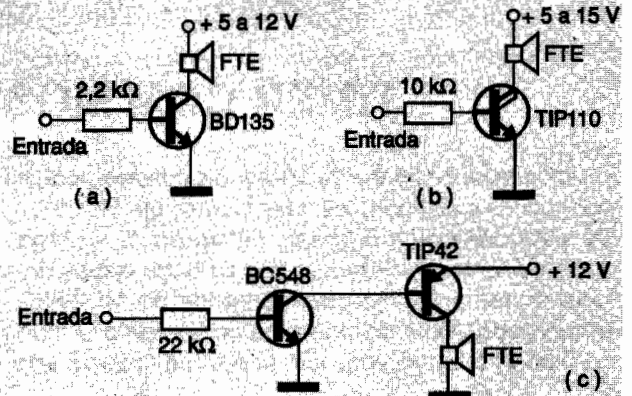 + 5 a 12 V
FTE
2,2 kΩ
BD135
Entrada
(a)
+ 5 a 15 V
FTE
10 kΩ
TIP110
Entrada
(b)
TIP42
BC548
+ 12 V
Entrada
22 kΩ
FTE
(c)